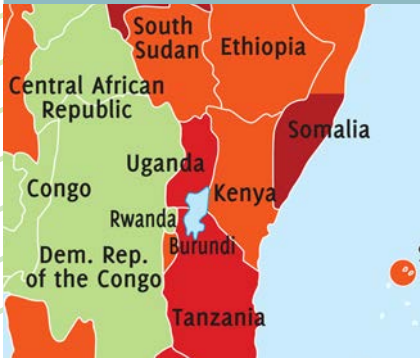 South
Sudan
Ethiopia
Central African
Republic
Somalia
Uganda
Congo
Kenya
Rwanda
Burundi
Dem. Rep.
of the Congo
Tanzania